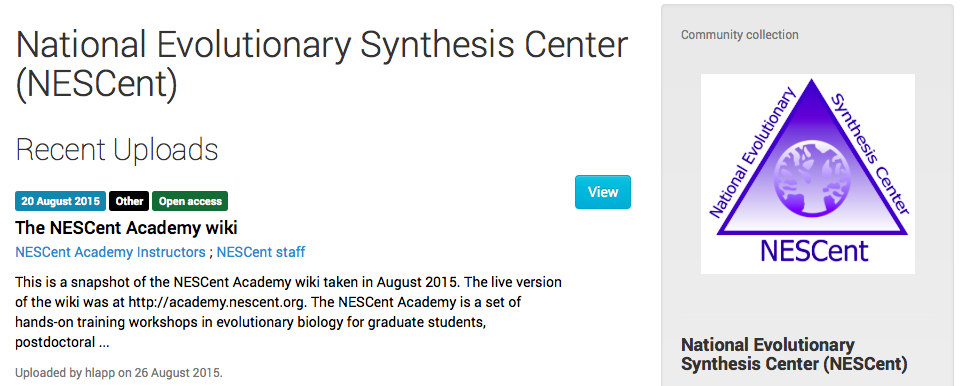 National Evolutionary Synthesis Center
(NESCent)
Recent Uploads
20 August 2015 Other Open access
View
The NESCent Academy wiki
NESCent Academy Instructors ; NESCent staff
This is a snapshot of the NESCent Academy wiki taken in August 2015. The live version
of the wiki was at http://academy.nescent.org. The NESCent Academy is a set of
hands-on training workshops in evolutionary biology for graduate students,
postdoctoral ...
Uploaded by hlapp on 26 August 2015.
Community collection
National Evolutionary
Synthesis Center
NESCent
National Evolutionary
Synthesis Center (NESCent)